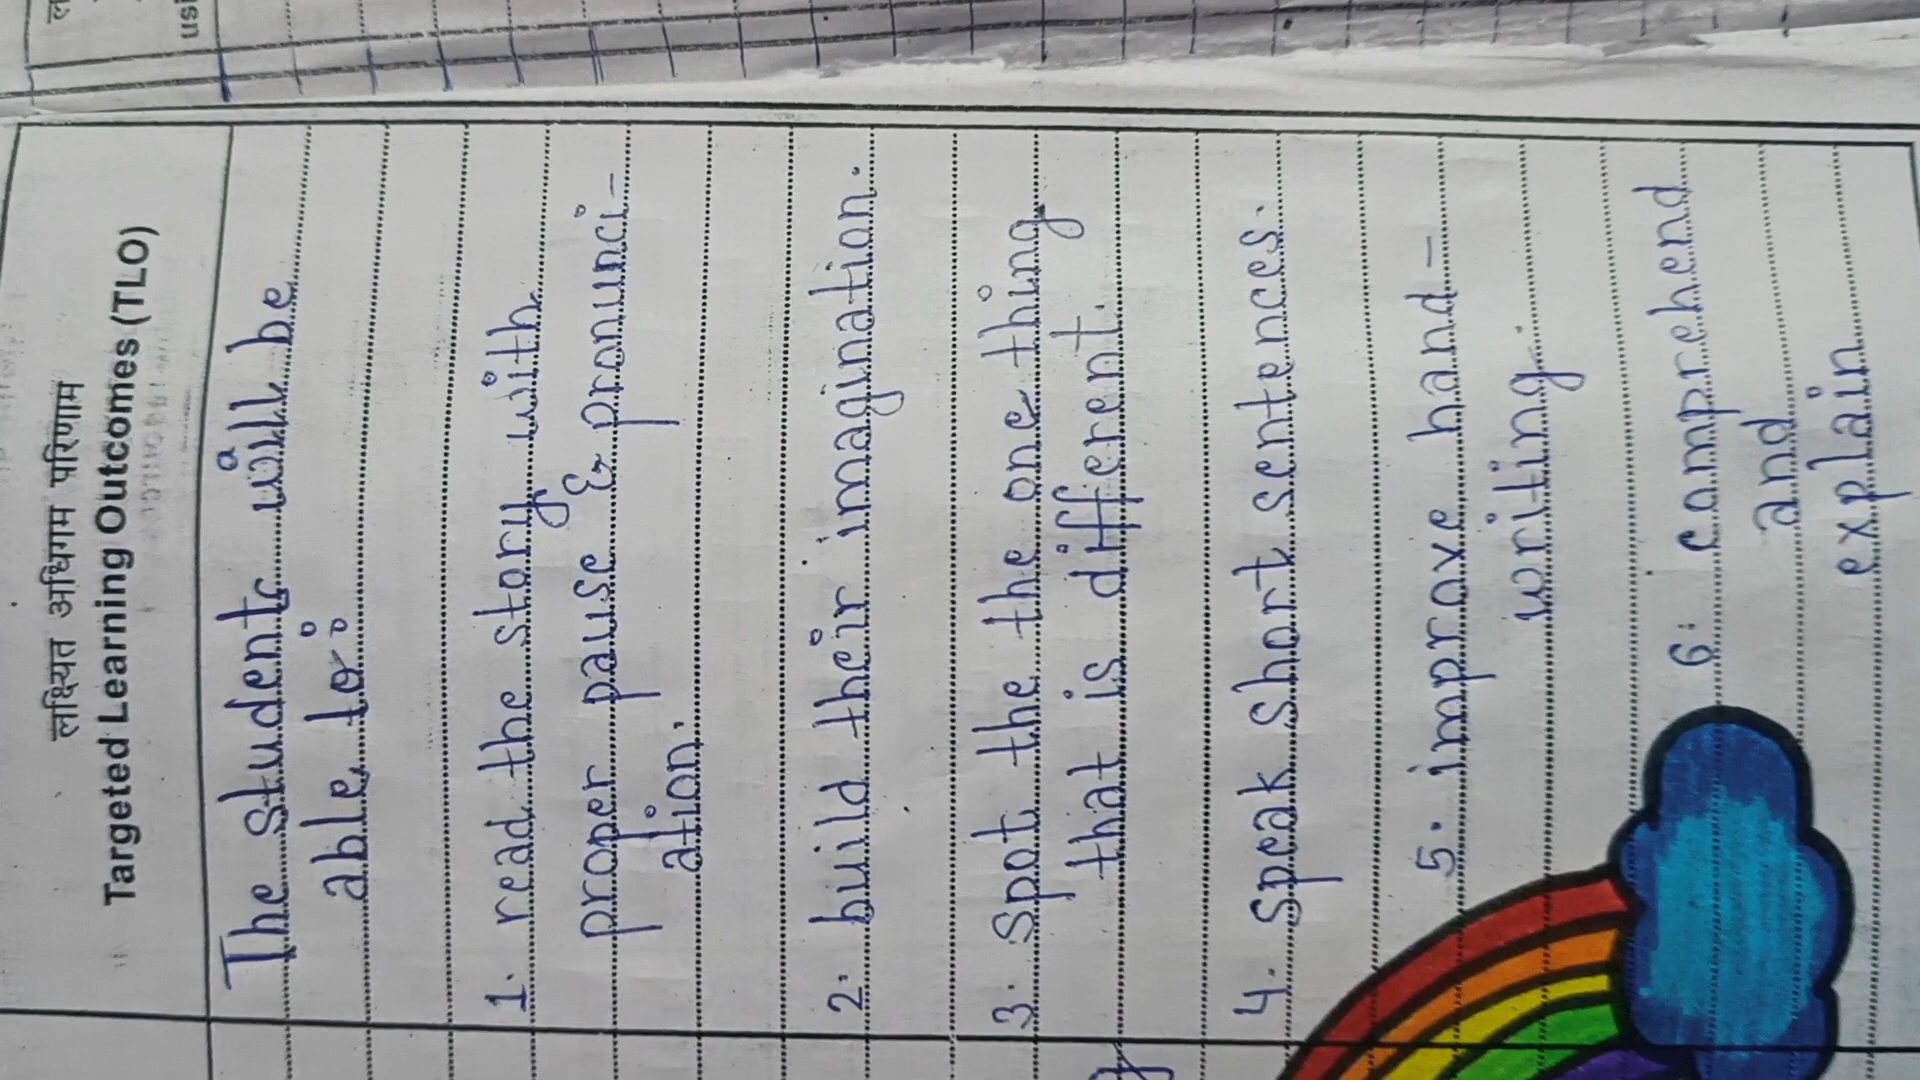 लक्ष्यित अधिगम परिणाम
Targeted Learning Outcomes (TLO)
The students will be
able to:
1. read the story with
proper pause & pronunci-
ation.
2. build their imagination.
3. spot the the one thing
that is different.
4. speak short sentences.
5. improve hand-
writing.
6. comprehend
and
explain